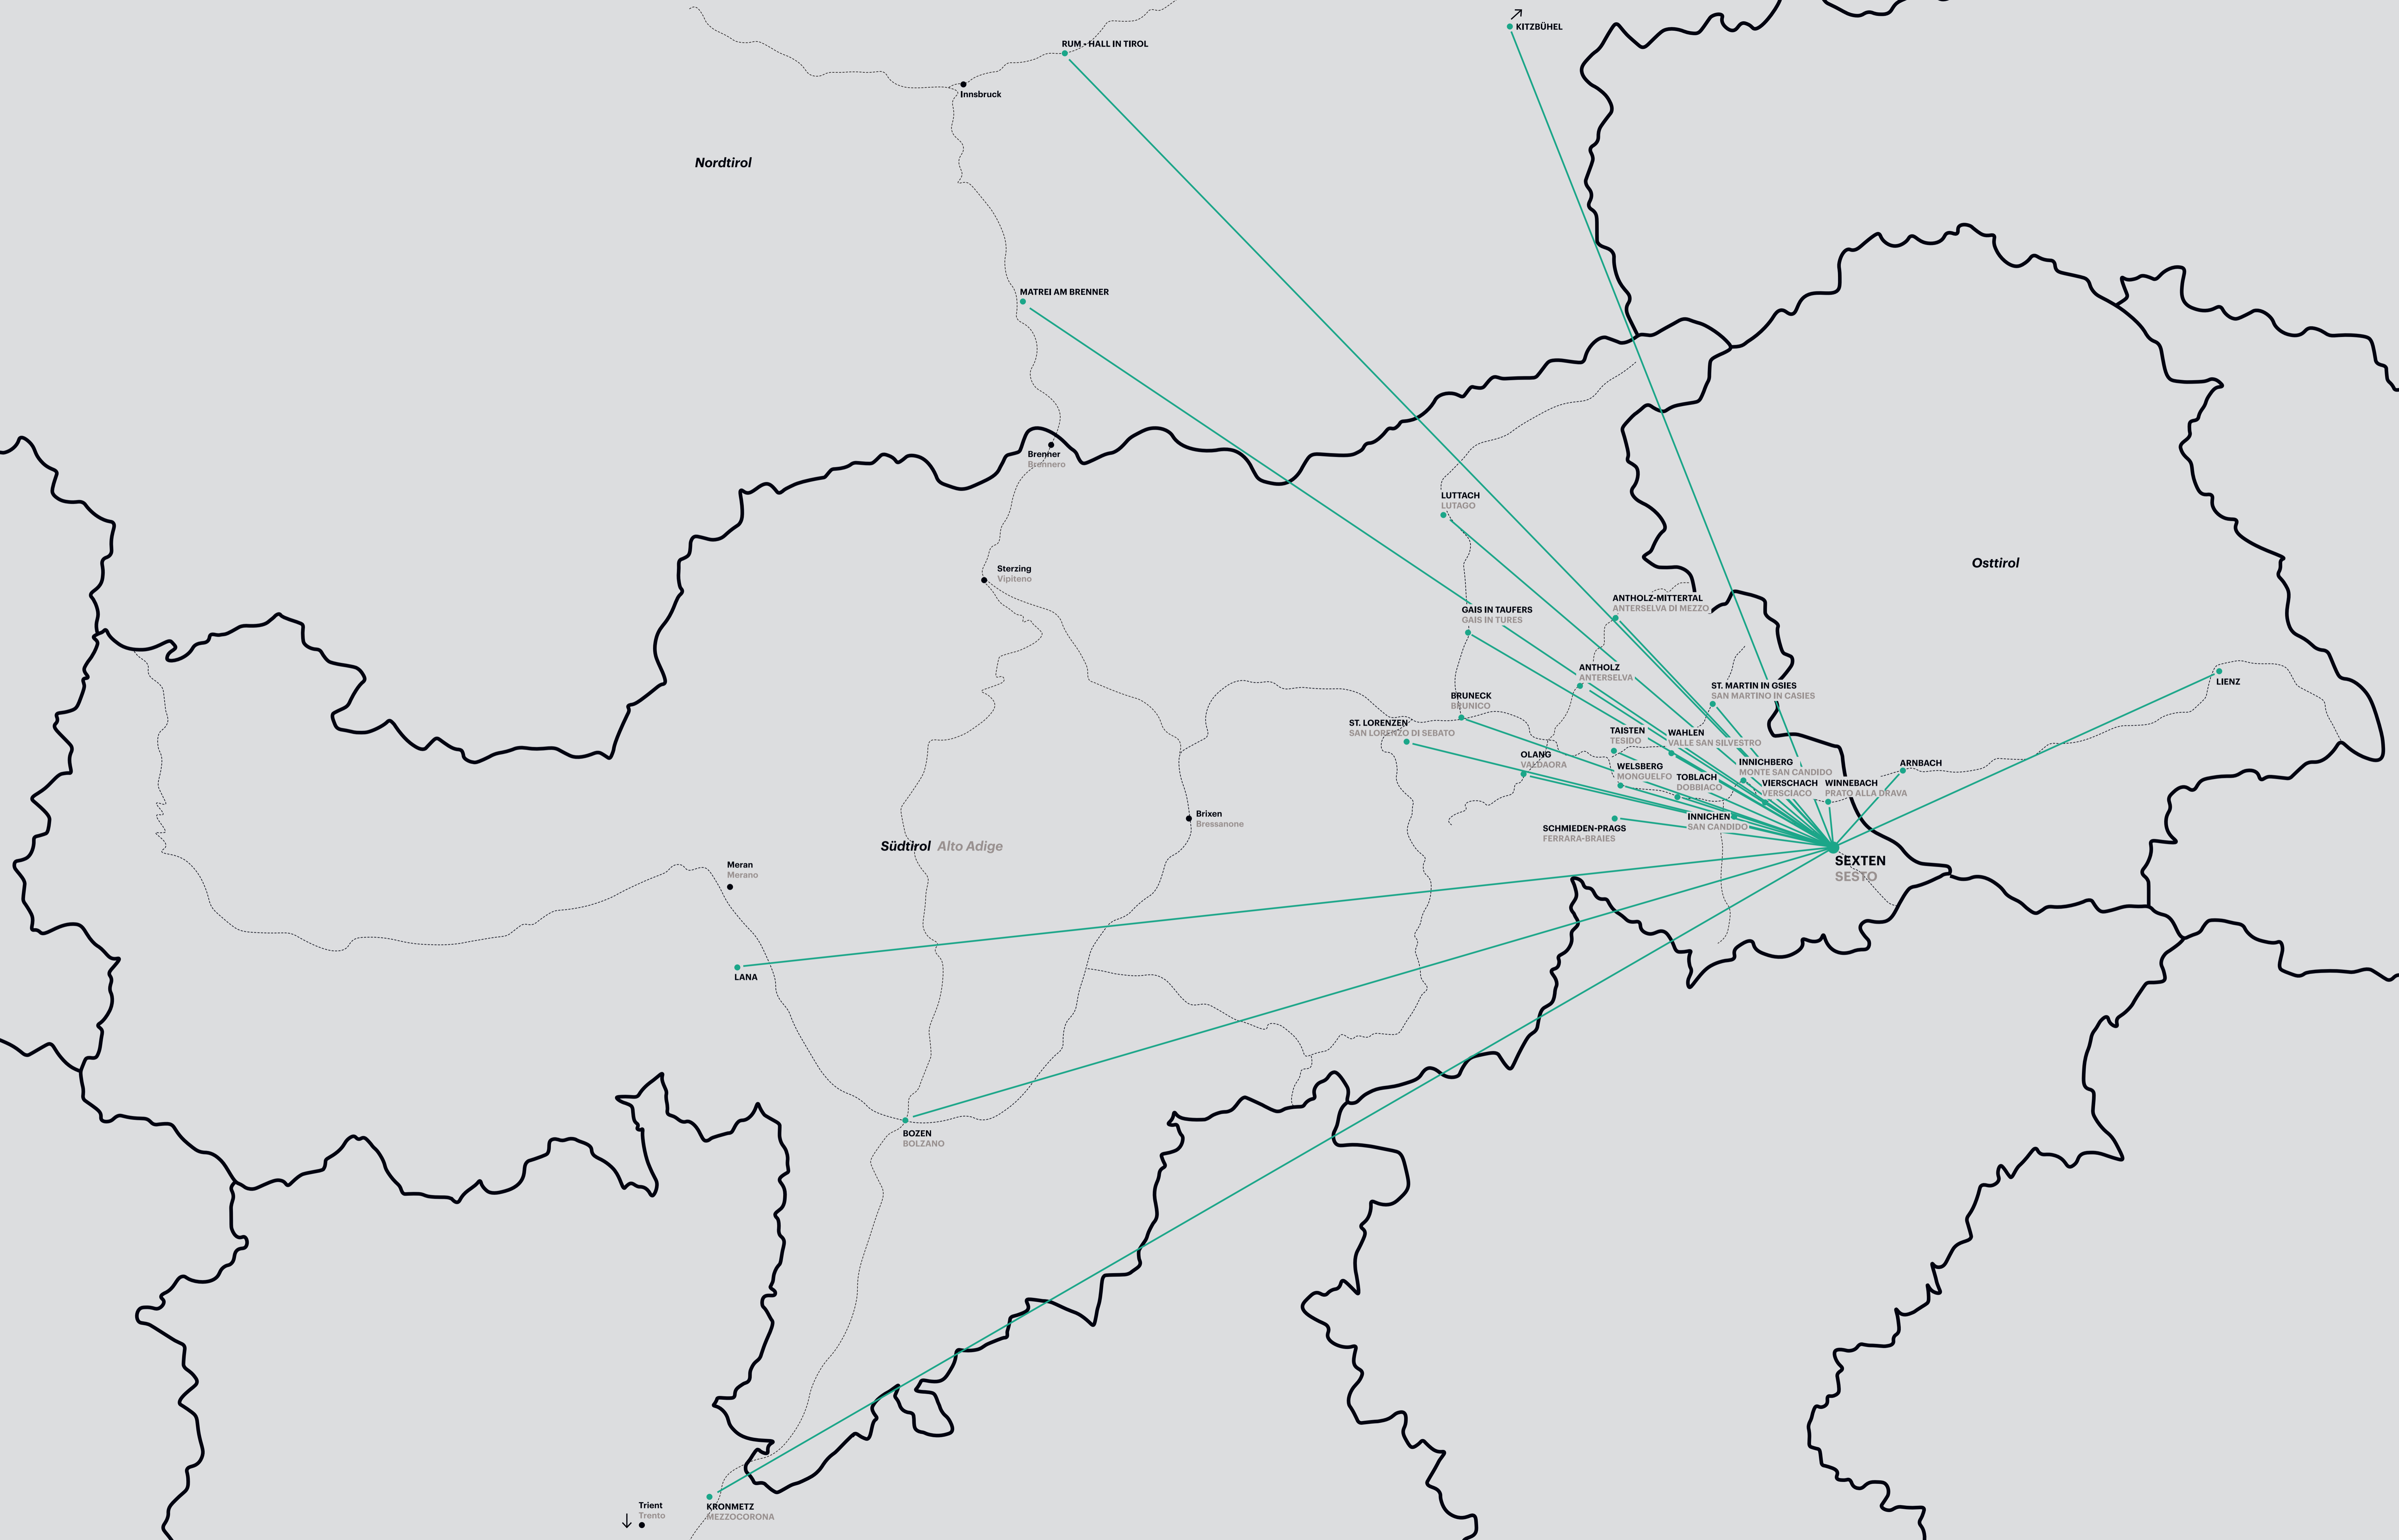 KITZBÜHEL
RUM - HALL IN TIROL
Innsbruck
Nordtirol
MATREI AM BRENNER
Brenner
Brennero
LUTTACH
LUTAGO
Osttirol
Sterzing
Vipiteno
ANTHOLZ-MITTERTAL
ANTERSELVA DI MEZZO
GAIS IN TAUFERS
GAIS IN TURES
ANTHOLZ
ANTERSELVA
ST. MARTIN IN GSIES
SAN MARTINO IN CASIES
LIENZ
BRUNECK
BRUNICO
ST. LORENZEN
SAN LORENZO DI SEBATO
TAISTEN
TESIDO
WAHLEN
VALLE SAN SILVESTRO
OLANG
VALDAORA
WELSBERG
MONGUELFO
INNICHBERG
MONTE SAN CANDIDO
ARNBACH
TOBLACH
DOBBIACO
VIERSCHACH
VERSCIACO
WINNEBACH
PRATO ALLA DRAVA
Brixen
Bressanone
INNICHEN
SAN CANDIDO
SCHMIEDEN-PRAGS
FERRARA-BRAIES
Südtirol Alto Adige
SEXTEN
SESTO
Meran
Merano
LANA
BOZEN
BOLZANO
Trient
Trento
KRONMETZ
MEZZOCORONA